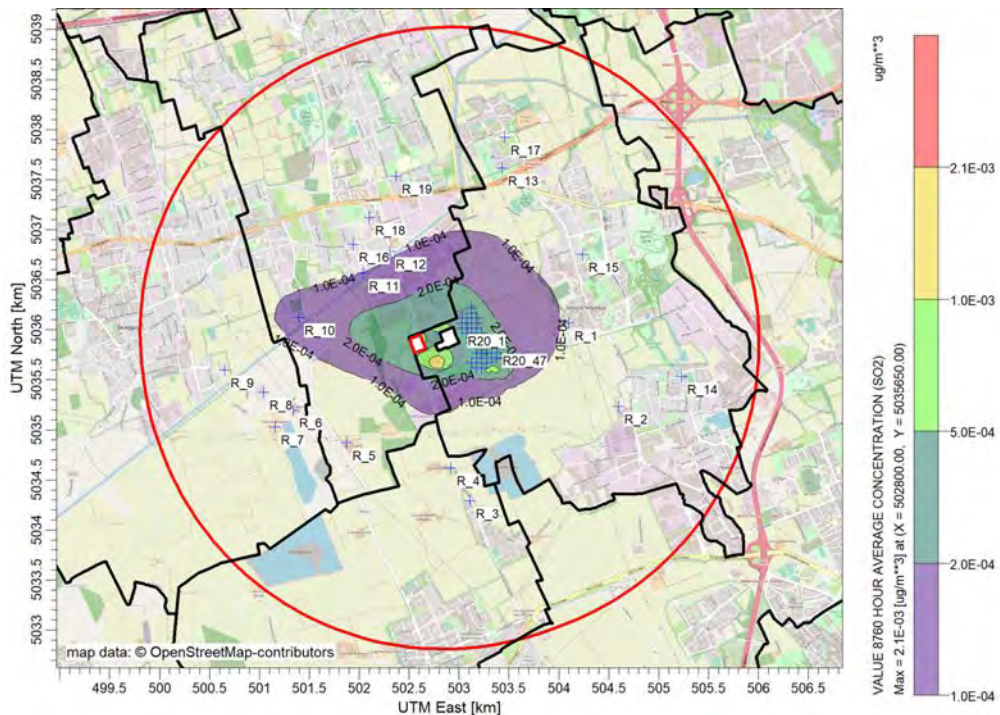 5039
5038.5
5038
5037.5
5037
5036.5
5036
5035.5
5035
5034.5
5034
5033.5
5033
UTM North [km]
499.5
500
500.5
501
501.5
502
502.5
503
503.5
504
504.5
505
505.5
506
506.5
UTM East [km]
R_17
R_13
R_19
R_18
R_16
R_12
R_11
R_15
R_10
R_1
R20_1
R20_47
R_9
R_8
R_6
R_7
R_14
R_2
R_5
R_4
R_3
1.0E-04
1.0E-04
1.0E-04
2.0E-04
2.0E-04
2.0E-04
1.0E-04
1.0E-04
1.0E-04
map data: © OpenStreetMap-contributors
ug/m**3
2.1E-03
1.0E-03
5.0E-04
2.0E-04
1.0E-04
VALUE 8760 HOUR AVERAGE CONCENTRATION (SO2)
Max = 2.1E-03 [ug/m**3] at (X = 502800.00, Y = 5035650.00)